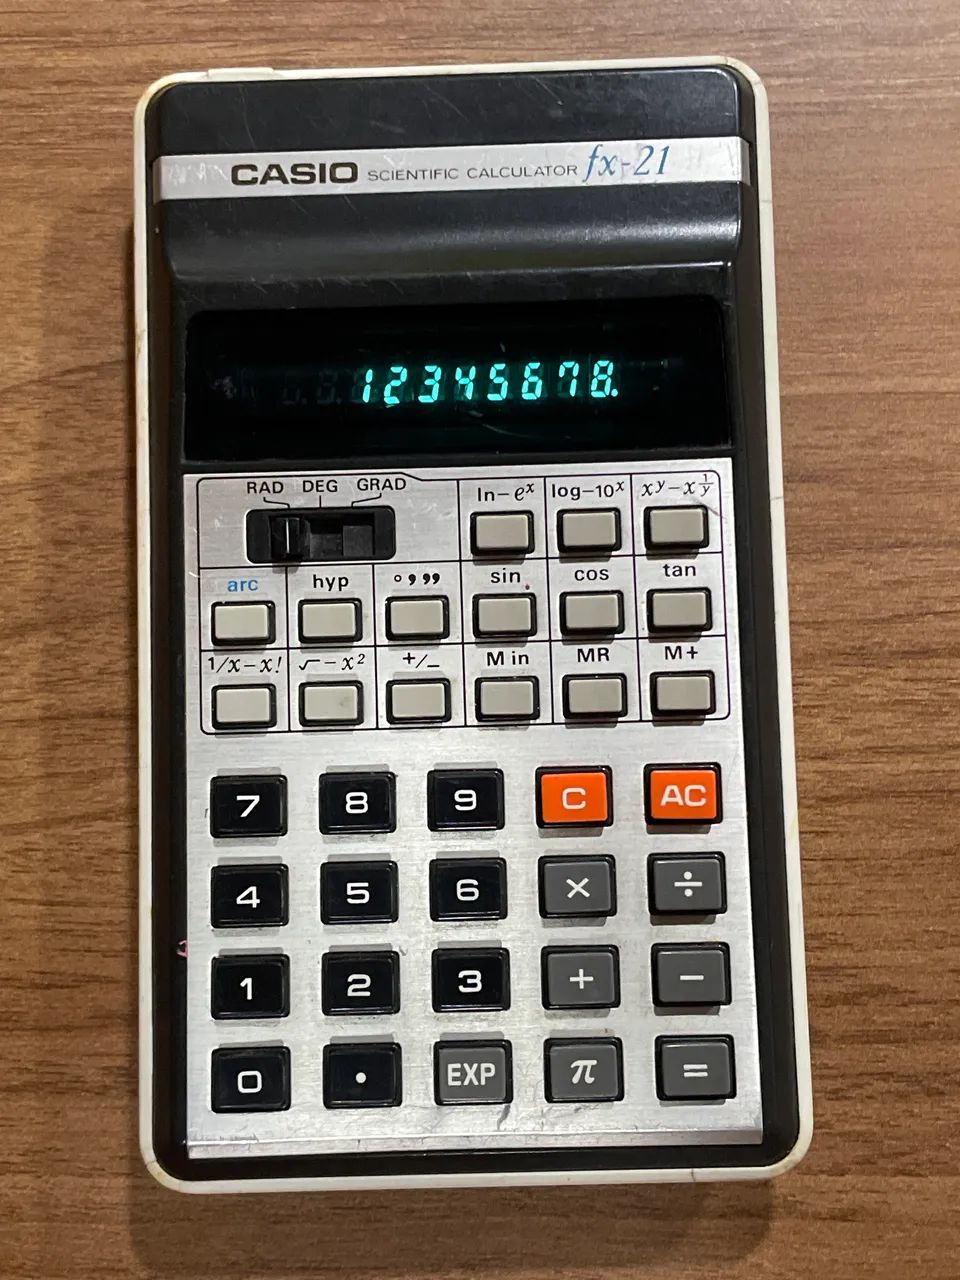 CASIO SCIENTIFIC CALCULATOR fx-21
12345678.
RAD DEG GRAD
ln-eˣ log-10ˣ xʸ-x^1/y
arc hyp °'"" sin cos tan
1/x-x! √-x² +/- M in MR M+
7 8 9 C AC
4 5 6 × ÷
1 2 3 + −
0 • EXP π =